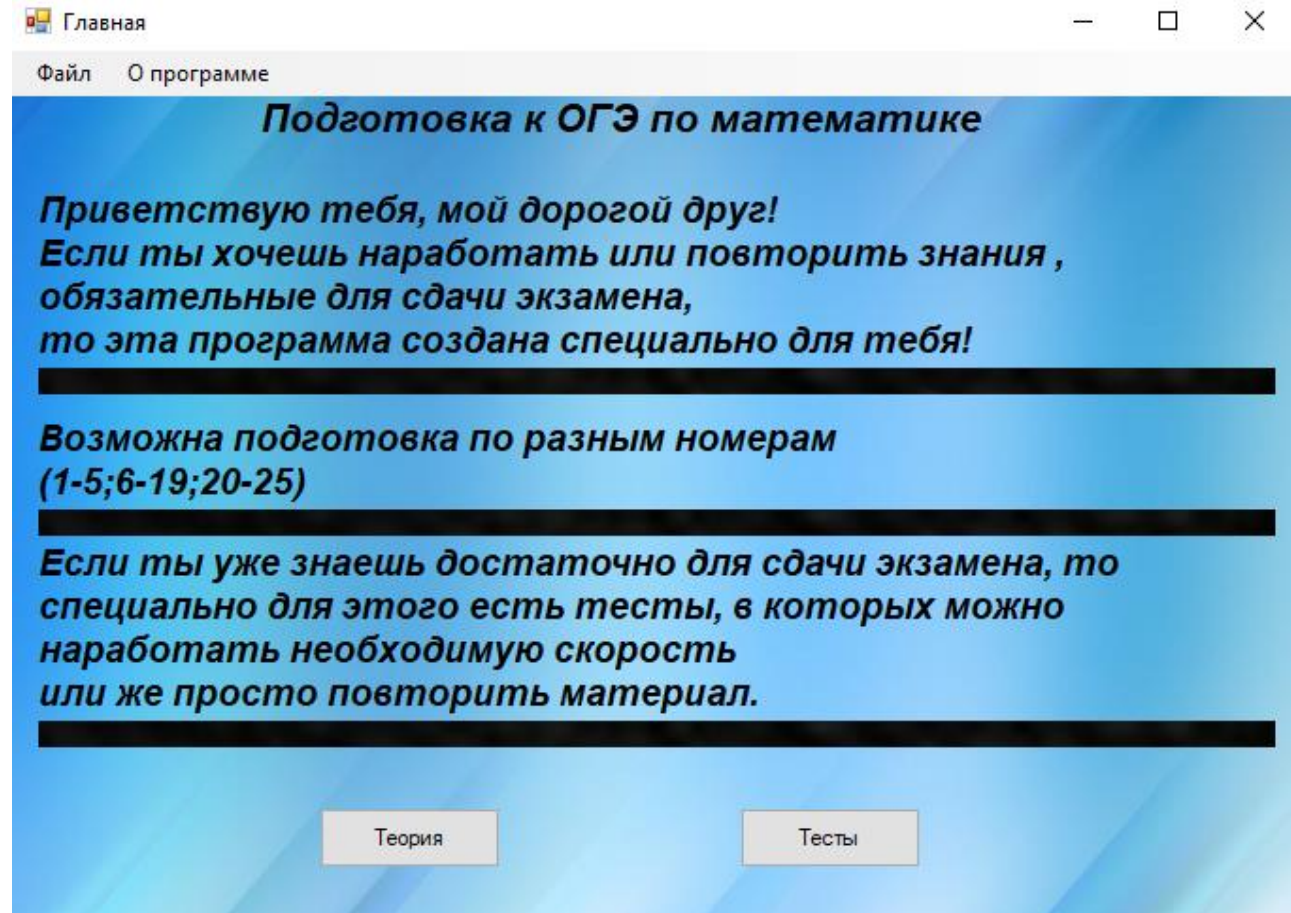 Главная
Файл О программе
Подготовка к ОГЭ по математике
Приветствую тебя, мой дорогой друг!
Если ты хочешь наработать или повторить знания ,
обязательные для сдачи экзамена,
то эта программа создана специально для тебя!
Возможна подготовка по разным номерам
(1-5;6-19;20-25)
Если ты уже знаешь достаточно для сдачи экзамена, то
специально для этого есть тесты, в которых можно
наработать необходимую скорость
или же просто повторить материал.
Теория Тесты